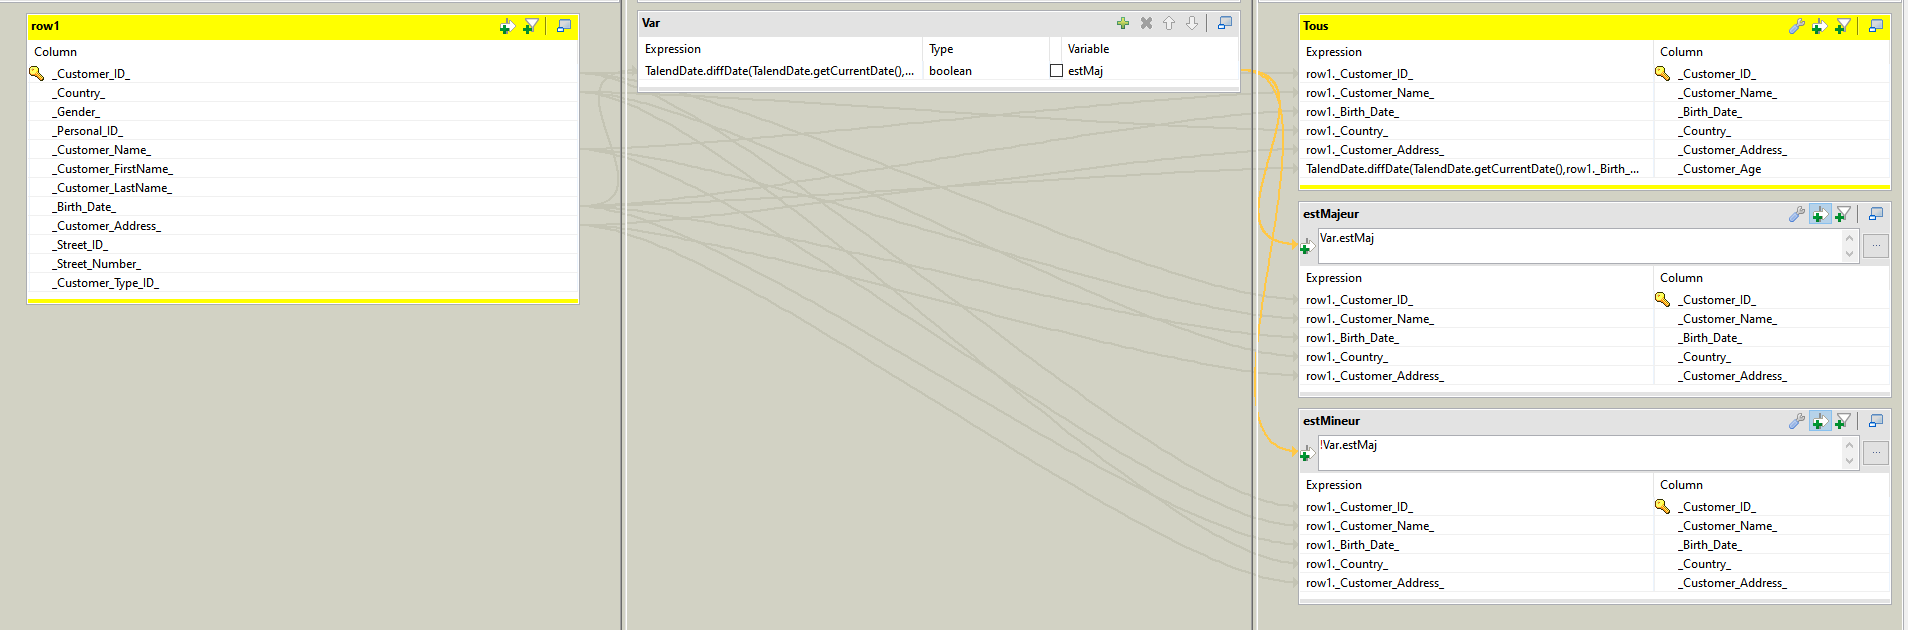 row1
Column
_Customer_ID_
_Country_
_Gender_
_Personal_ID_
_Customer_Name_
_Customer_FirstName_
_Customer_LastName_
_Birth_Date_
_Customer_Address_
_Street_ID_
_Street_Number_
_Customer_Type_ID_
Var
Expression Type Variable
TalendDate.diffDate(TalendDate.getCurrentDate(),... boolean estMaj
Tous
Expression Column
row1._Customer_ID_ _Customer_ID_
row1._Customer_Name_ _Customer_Name_
row1._Birth_Date_ _Birth_Date_
row1._Country_ _Country_
row1._Customer_Address_ _Customer_Address_
TalendDate.diffDate(TalendDate.getCurrentDate(),row1._Birth_... _Customer_Age
estMajeur
Var.estMaj
...
Expression Column
row1._Customer_ID_ _Customer_ID_
row1._Customer_Name_ _Customer_Name_
row1._Birth_Date_ _Birth_Date_
row1._Country_ _Country_
row1._Customer_Address_ _Customer_Address_
estMineur
!Var.estMaj
...
Expression Column
row1._Customer_ID_ _Customer_ID_
row1._Customer_Name_ _Customer_Name_
row1._Birth_Date_ _Birth_Date_
row1._Country_ _Country_
row1._Customer_Address_ _Customer_Address_